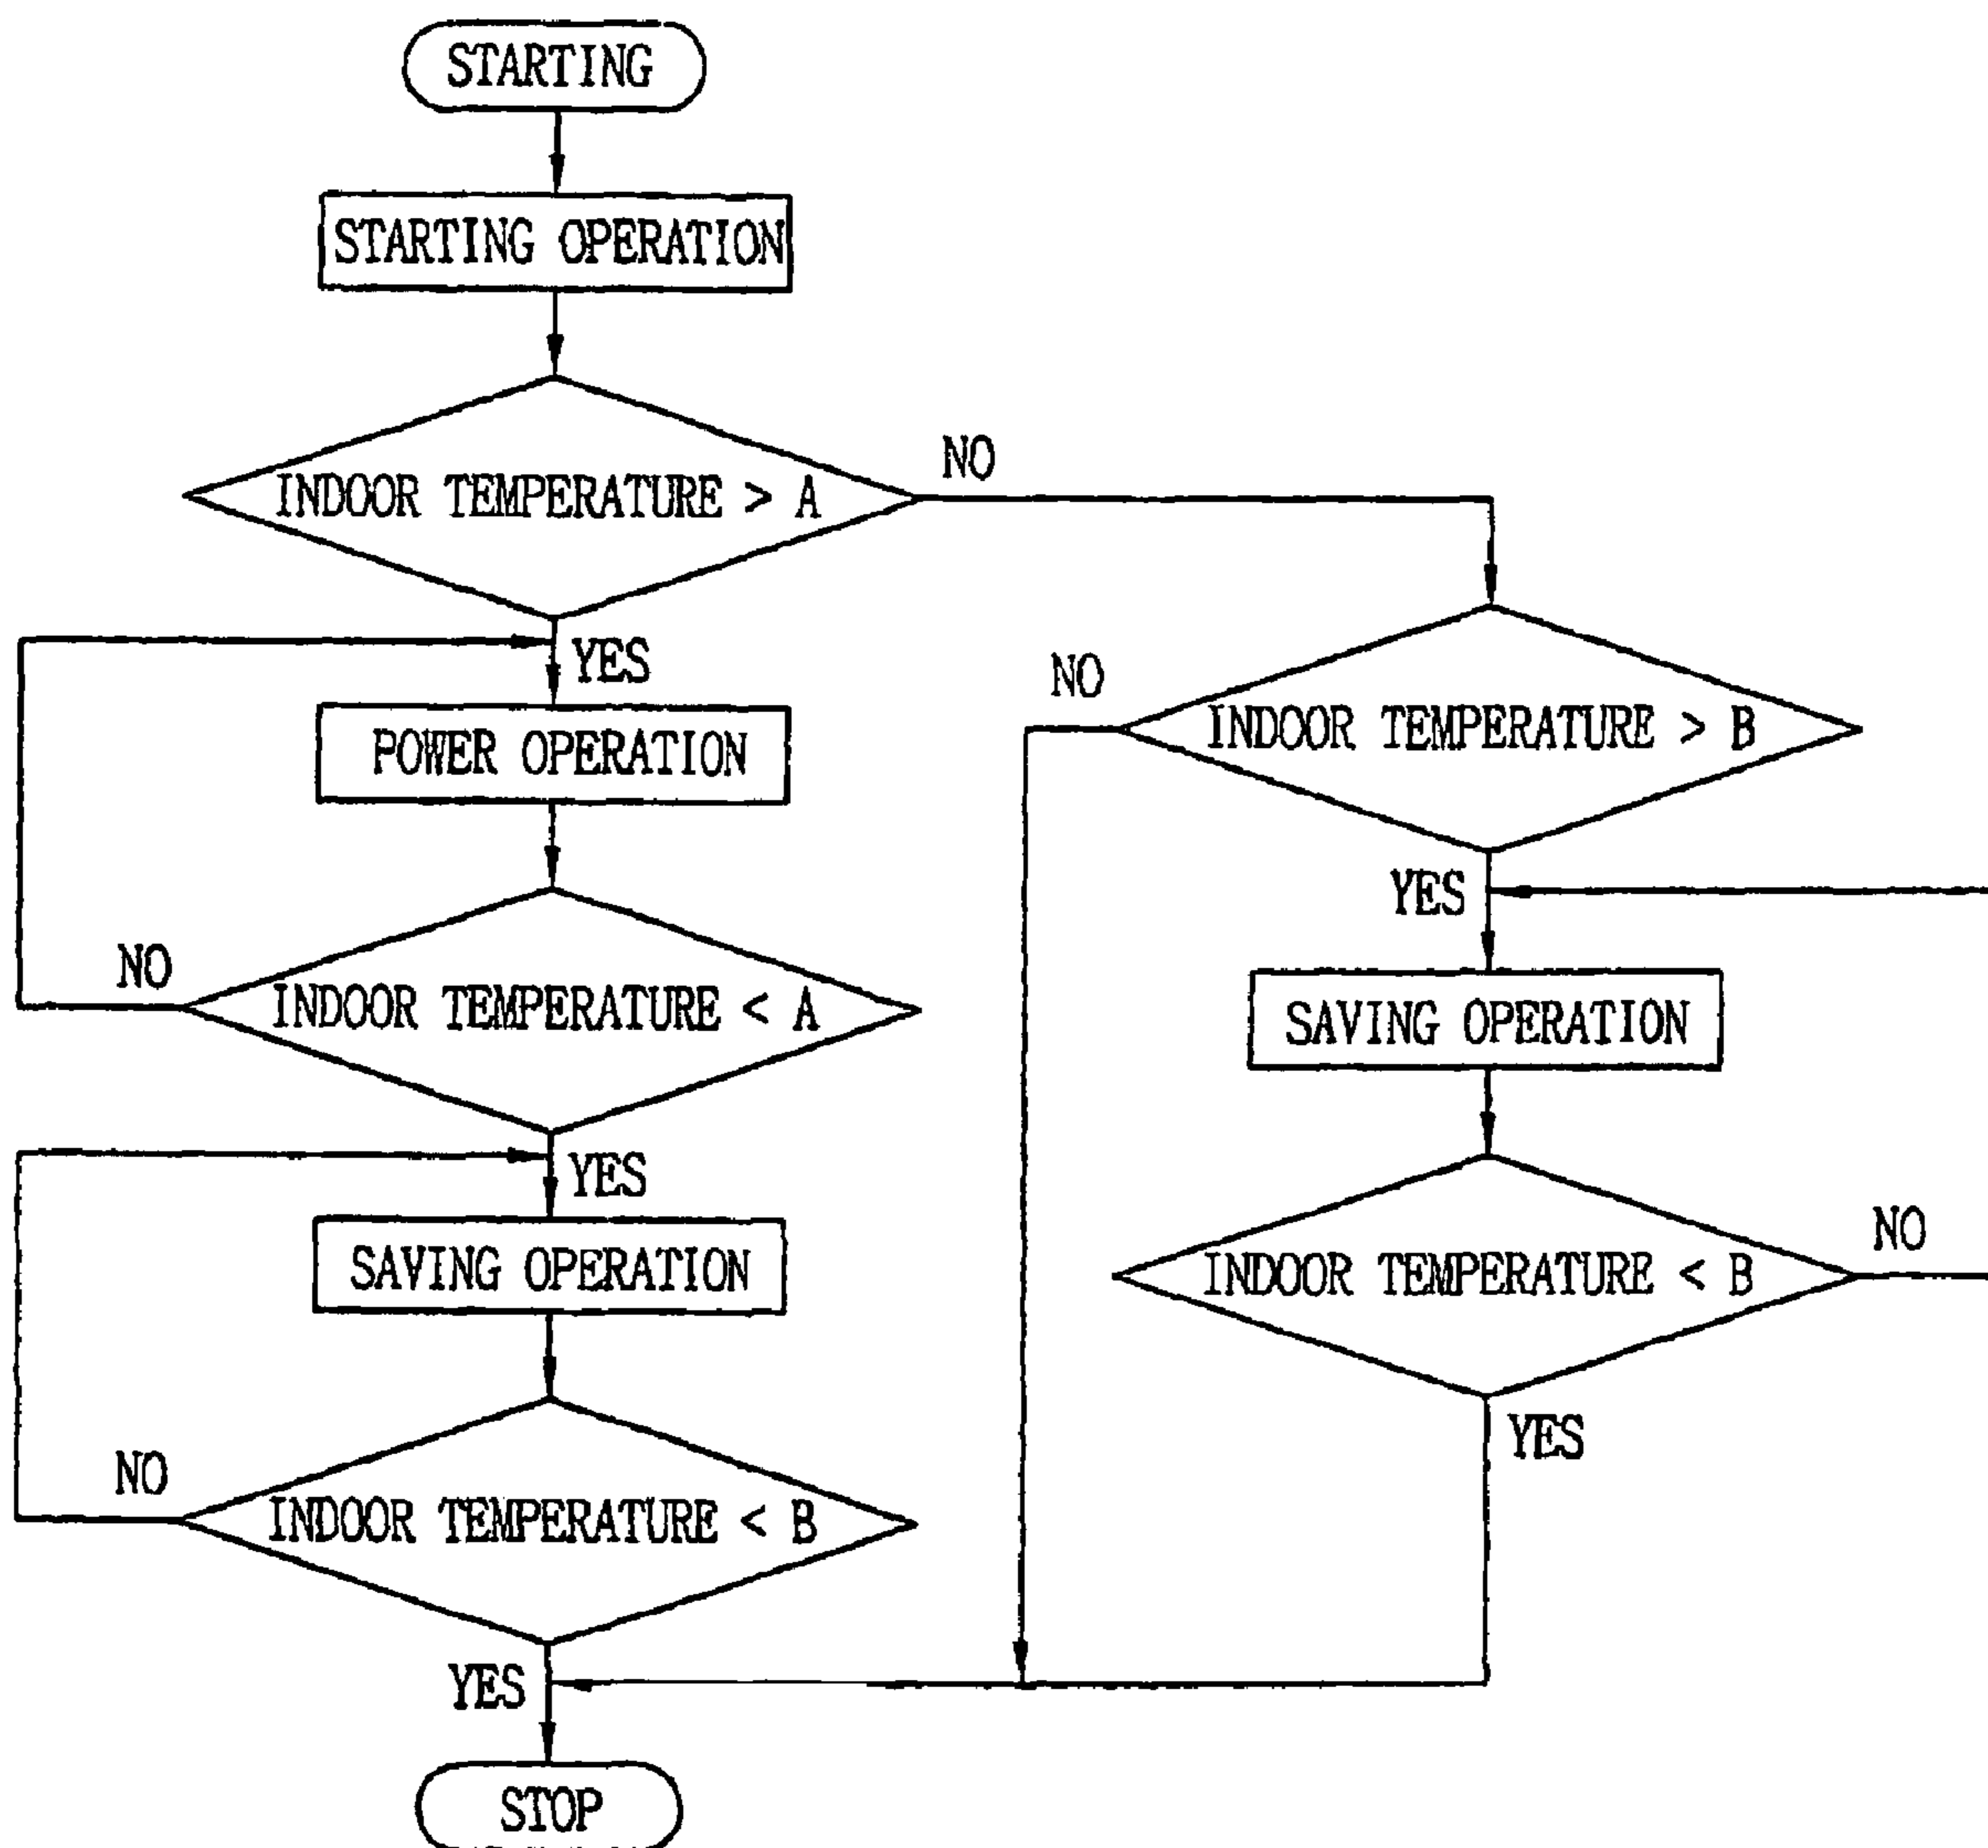 STARTING
STARTING OPERATION
INDOOR TEMPERATURE > A
NO
YES
POWER OPERATION
INDOOR TEMPERATURE < A
NO
YES
SAVING OPERATION
INDOOR TEMPERATURE < B
NO
YES
STOP
INDOOR TEMPERATURE > B
NO
YES
SAVING OPERATION
INDOOR TEMPERATURE < B
NO
YES